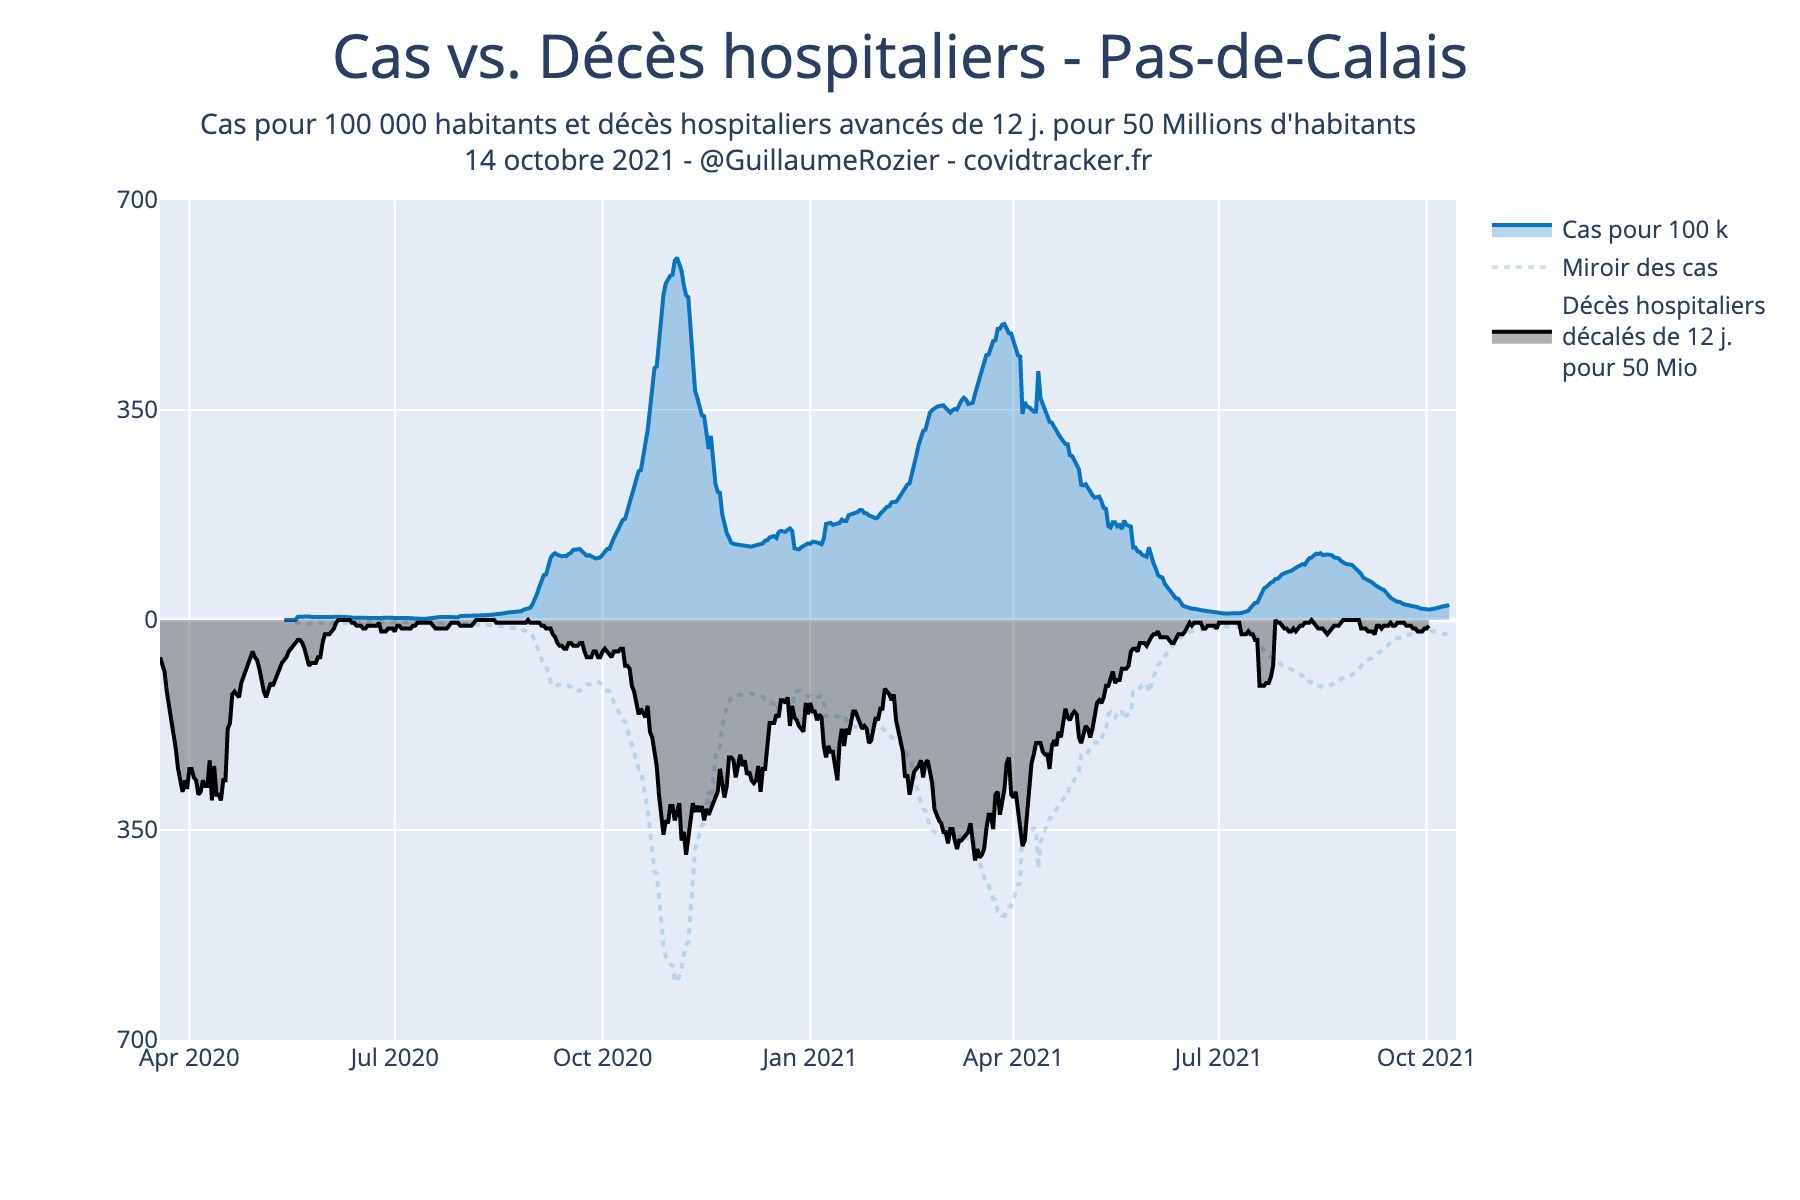 Cas vs. Décès hospitaliers - Pas-de-Calais
Cas pour 100 000 habitants et décès hospitaliers avancés de 12 j. pour 50 Millions d'habitants
14 octobre 2021 - @GuillaumeRozier - covidtracker.fr
700
350
0
350
700
Apr 2020
Jul 2020
Oct 2020
Jan 2021
Apr 2021
Jul 2021
Oct 2021
Cas pour 100 k
Miroir des cas
Décès hospitaliers
décalés de 12 j.
pour 50 Mio